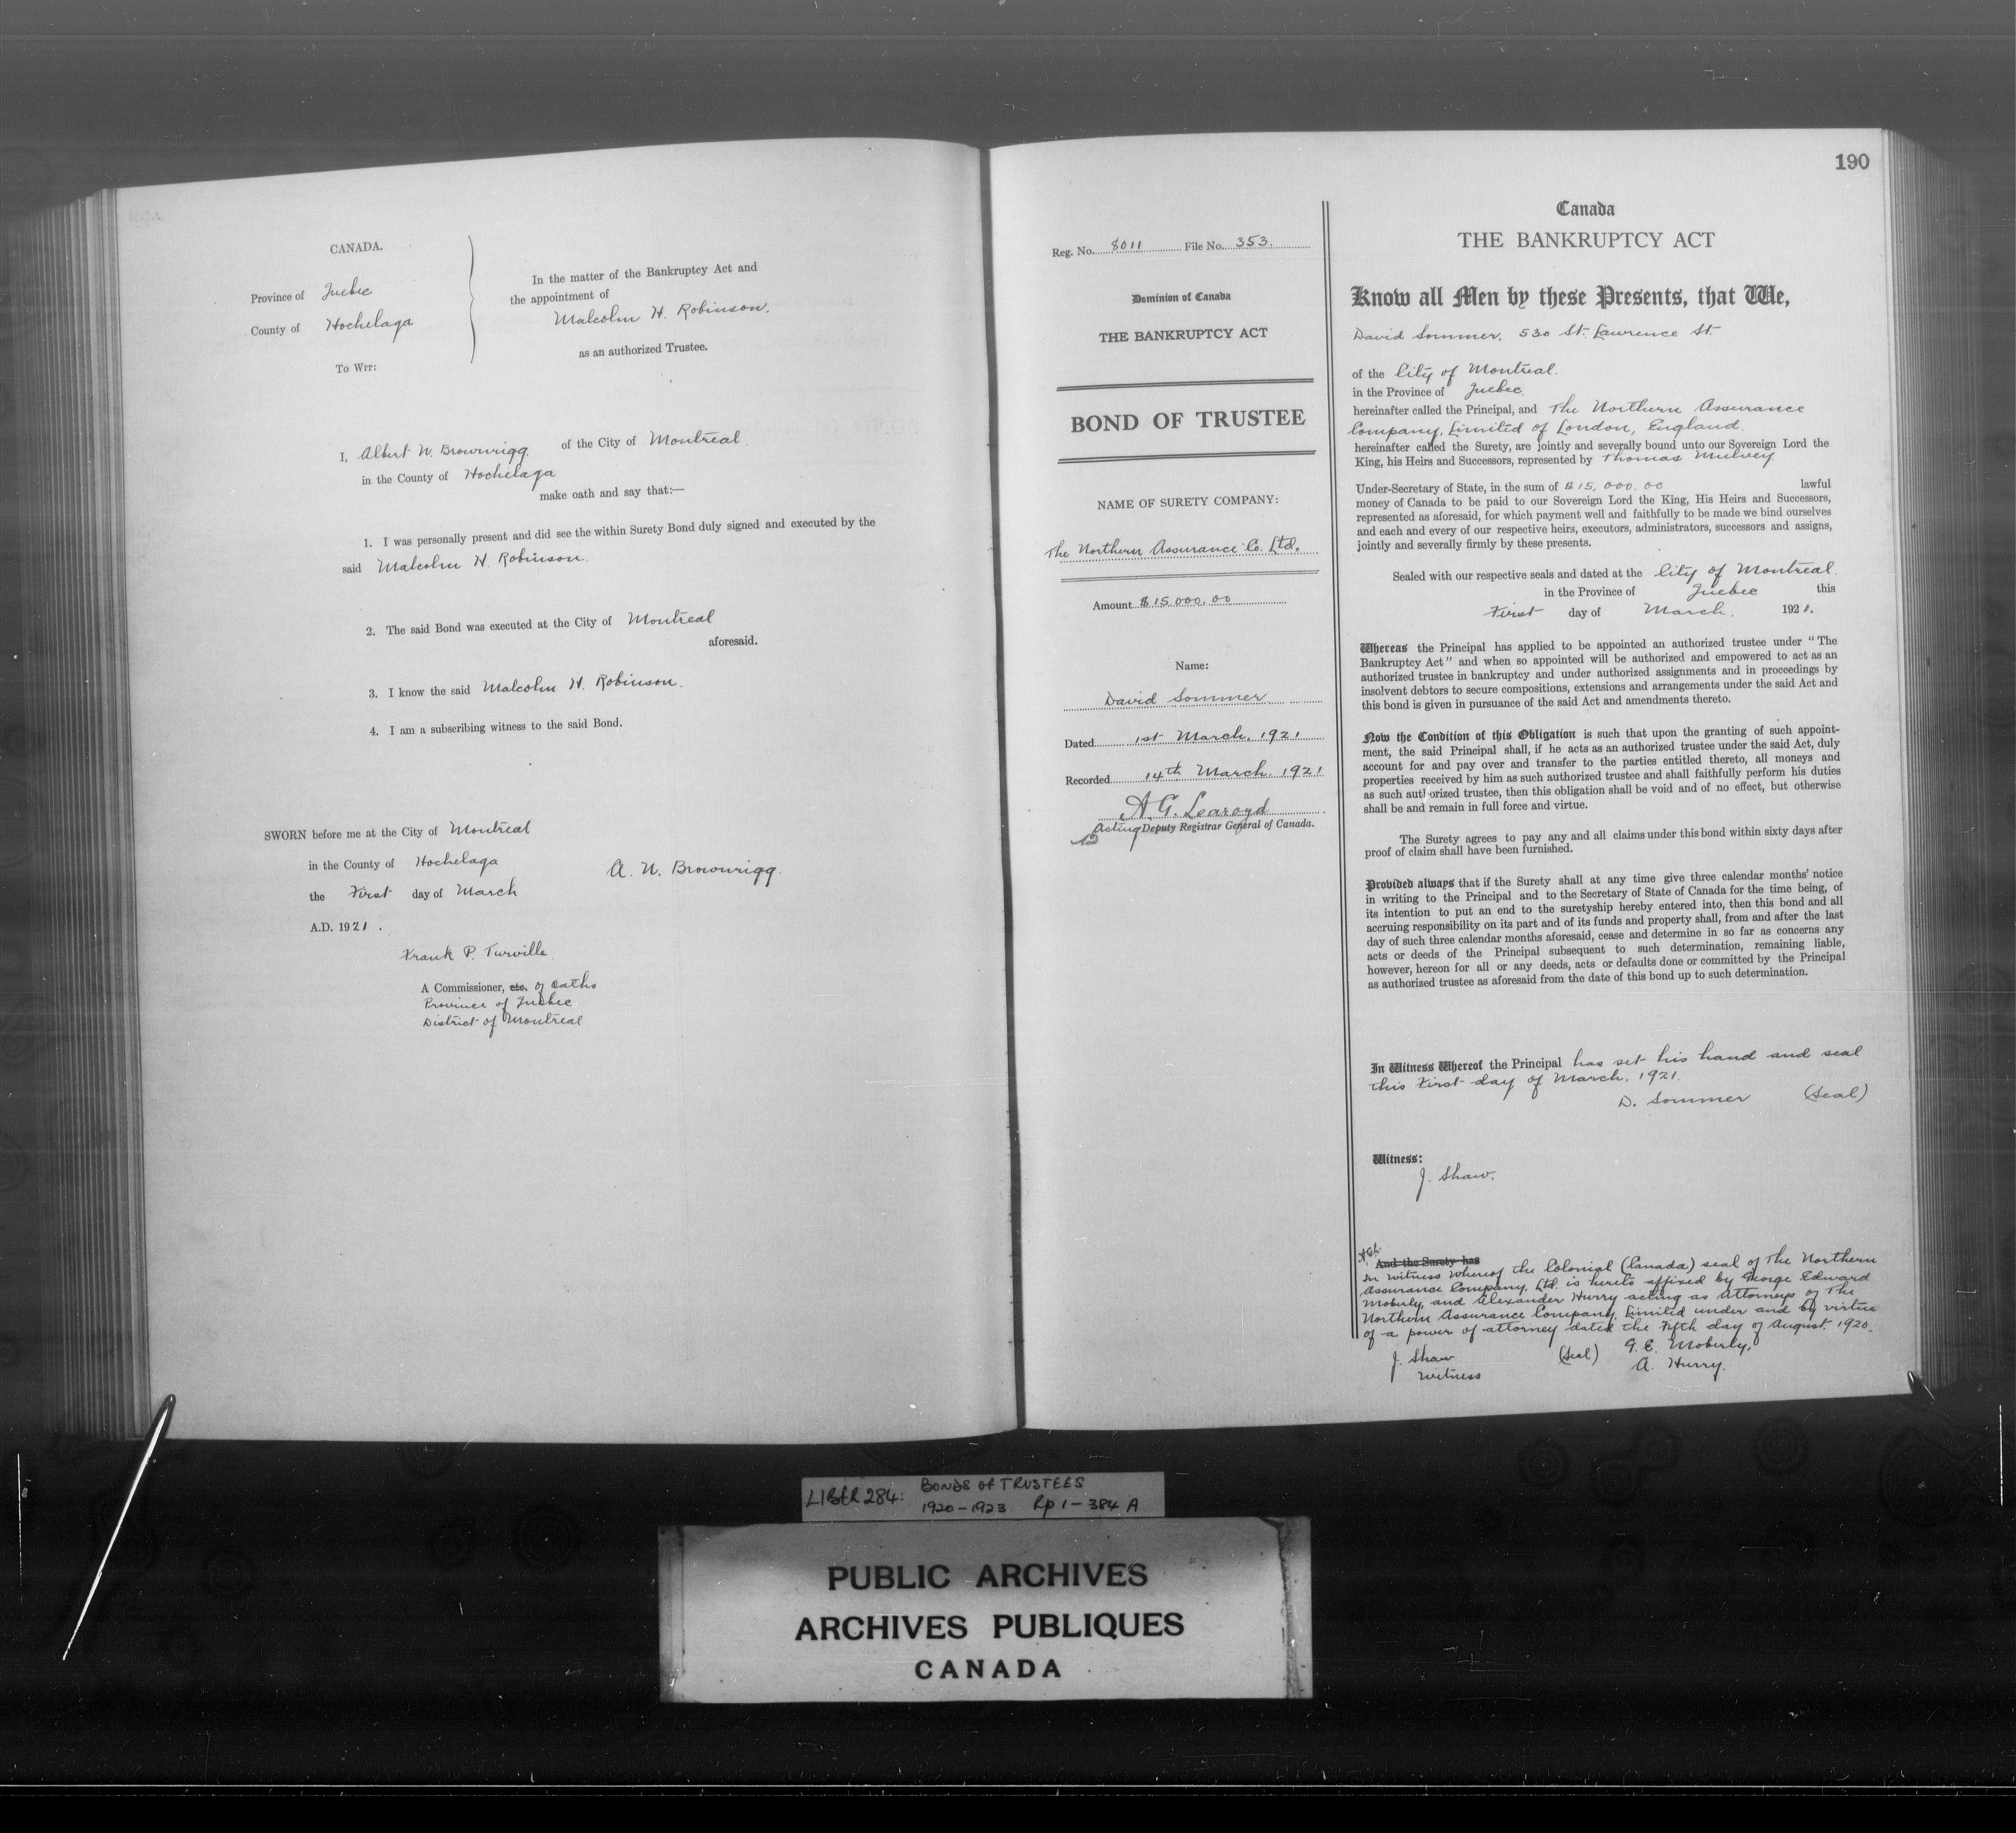 CANADA.
Province of Quebec
County of Hochelaga
To Wit:
In the matter of the Bankruptcy Act and
the appointment of
Malcolm H. Robinson.
as an authorized Trustee.
I, Albert W. Brownrigg of the City of Montreal
in the County of Hochelaga
make oath and say that:—
1. I was personally present and did see the within Surety Bond duly signed and executed by the
said Malcolm H. Robinson.
2. The said Bond was executed at the City of Montreal
aforesaid.
3. I know the said Malcolm H. Robinson.
4. I am a subscribing witness to the said Bond.
SWORN before me at the City of Montreal
in the County of Hochelaga
the First day of March
A.D. 1921.
A. W. Brownrigg.
Frank P. Turville
A Commissioner, etc. of Oaths
Province of Quebec
District of Montreal
190
Reg. No. 8011 File No. 353.
Dominion of Canada
THE BANKRUPTCY ACT
BOND OF TRUSTEE
NAME OF SURETY COMPANY:
The Northern Assurance Co. Ltd.
Amount $15,000.00
Name:
David Sommer
Dated 1st March, 1921
Recorded 14th March, 1921
A. G. Learoyd
Acting Deputy Registrar General of Canada.
Canada
THE BANKRUPTCY ACT
Know all Men by these Presents, that We,
David Sommer, 530 St. Lawrence St.
of the City of Montreal.
in the Province of Quebec
hereinafter called the Principal, and The Northern Assurance
Company, Limited of London, England.
hereinafter called the Surety, are jointly and severally bound unto our Sovereign Lord the
King, his Heirs and Successors, represented by Thomas Mulvey
Under-Secretary of State, in the sum of $15,000.00 lawful
money of Canada to be paid to our Sovereign Lord the King, His Heirs and Successors,
represented as aforesaid, for which payment well and faithfully to be made we bind ourselves
and each and every of our respective heirs, executors, administrators, successors and assigns,
jointly and severally firmly by these presents.
Sealed with our respective seals and dated at the City of Montreal.
in the Province of Quebec this
First day of March. 1921.
Whereas the Principal has applied to be appointed an authorized trustee under "The
Bankruptcy Act" and when so appointed will be authorized and empowered to act as an
authorized trustee in bankruptcy and under authorized assignments and in proceedings by
insolvent debtors to secure compositions, extensions and arrangements under the said Act and
this bond is given in pursuance of the said Act and amendments thereto.
Now the Condition of this Obligation is such that upon the granting of such appoint-
ment, the said Principal shall, if he acts as an authorized trustee under the said Act, duly
account for and pay over and transfer to the parties entitled thereto, all moneys and
properties received by him as such authorized trustee and shall faithfully perform his duties
as such authorized trustee, then this obligation shall be void and of no effect, but otherwise
shall be and remain in full force and virtue.
The Surety agrees to pay any and all claims under this bond within sixty days after
proof of claim shall have been furnished.
Provided always that if the Surety shall at any time give three calendar months' notice
in writing to the Principal and to the Secretary of State of Canada for the time being, of
its intention to put an end to the suretyship hereby entered into, then this bond and all
accruing responsibility on its part and of its funds and property shall, from and after the last
day of such three calendar months aforesaid, cease and determine in so far as concerns any
acts or deeds of the Principal subsequent to such determination, remaining liable,
however, hereon for all or any deeds, acts or defaults done or committed by the Principal
as authorized trustee as aforesaid from the date of this bond up to such determination.
In Witness Whereof the Principal has set his hand and seal
this First day of March, 1921.
D. Sommer (Seal)
Witness:
J. Shaw.
And the Surety has
In witness whereof the Colonial (Canada) seal of The Northern
Assurance Company, Ltd. is hereto affixed by George Edward
Moberly, and Alexander Hurry acting as Attorneys of The
Northern Assurance Company, Limited under and by virtue
of a power of attorney dated the Fifth day of August. 1920.
J. Shaw (Seal) G. E. Moberly,
Witness A. Hurry.
LIBER 284: BONDS OF TRUSTEES
1920-1923 Rp 1-384 A
PUBLIC ARCHIVES
ARCHIVES PUBLIQUES
CANADA